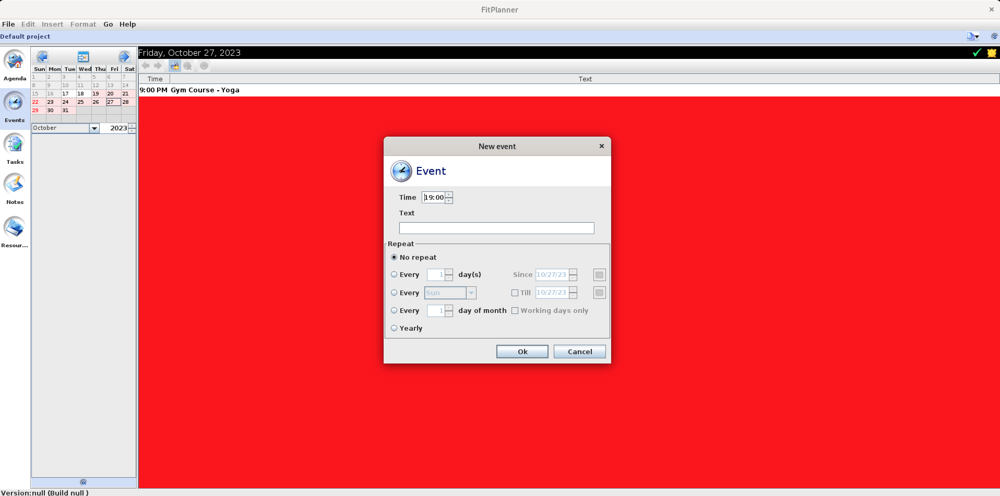 FitPlanner
File Edit Insert Format Go Help
Default project
Agenda
Events
Tasks
Notes
Resour...
Sun Mon Tue Wed Thu Fri Sat
1 2 3 4 5 6 7
8 9 10 11 12 13 14
15 16 17 18 19 20 21
22 23 24 25 26 27 28
29 30 31
October 2023
Friday, October 27, 2023
Time Text
9:00 PM Gym Course - Yoga
New event
Event
Time 19:00
Text
Repeat
No repeat
Every 1 day(s) Since 10/27/23
Every Sun Till 10/27/23
Every 1 day of month Working days only
Yearly
Ok Cancel
Version:null (Build null )